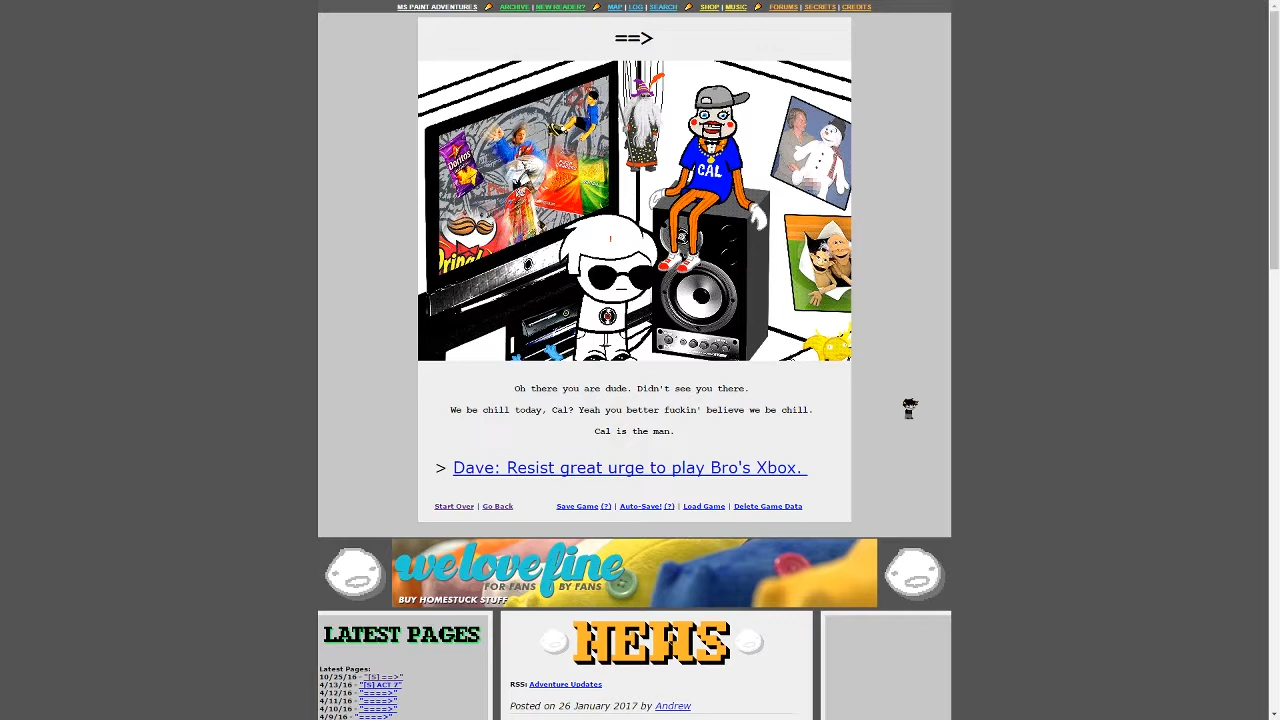 MS PAINT ADVENTURES ARCHIVE | NEW READER? MAP | LOG | SEARCH SHOP | MUSIC FORUMS | SECRETS | CREDITS
==>
Doritos
CAL
!
Oh there you are dude. Didn't see you there.
We be chill today, Cal? Yeah you better fuckin' believe we be chill.
Cal is the man.
> Dave: Resist great urge to play Bro's Xbox.
Start Over | Go Back Save Game (?) | Auto-Save! (?) | Load Game | Delete Game Data
welovefine
FOR FANS BY FANS
BUY HOMESTUCK STUFF
LATEST PAGES
Latest Pages:
10/25/16 - "[S] ==>"
4/13/16 - "[S] ACT 7"
4/12/16 - "====>"
4/11/16 - "====>"
4/10/16 - "====>"
4/9/16 - "====>"
NEWS
RSS: Adventure Updates
Posted on 26 January 2017 by Andrew